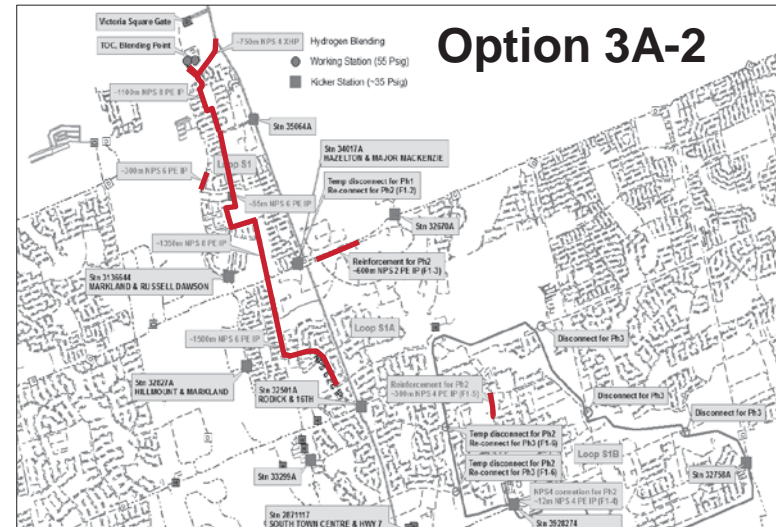 Option 3A-2
Victoria Square Gate
TOC, Blending Point
~750m NPS 4 XHP
Hydrogen Blending
Working Station (55 Psig)
Kicker Station (~35 Psig)
~1100m NPS 8 PE IP
Stn 35064A
Stn 34017A
HAZELTON & MAJOR MACKENZIE
~300m NPS 6 PE IP
Loop S1
Temp disconnect for Ph1
Re-connect for Ph2 (F1-2)
~55m NPS 6 PE IP
Stn 32670A
~1350m NPS 8 PE IP
Reinforcement for Ph2
~600m NPS 2 PE IP (F1-3)
Stn 3136644
MARKLAND & RUSSELL DAWSON
~1500m NPS 6 PE IP
Loop S1A
Disconnect for Ph3
Stn 32827A
HILLMOUNT & MARKLAND
Stn 32501A
RODICK & 16TH
Reinforcement for Ph2
~300m NPS 4 PE IP (F1-5)
Disconnect for Ph3
Disconnect for Ph3
Temp disconnect for Ph2
Re-connect for Ph3 (F1-6)
Loop S1B
Temp disconnect for Ph2
Re-connect for Ph3 (F1-6)
Stn 33299A
Stn 32758A
NPS4 connection for Ph2
~12m NPS 4 PE IP (F1-4)
Stn 2871117
SOUTH TOWN CENTRE & HWY 7
Stn 3928274